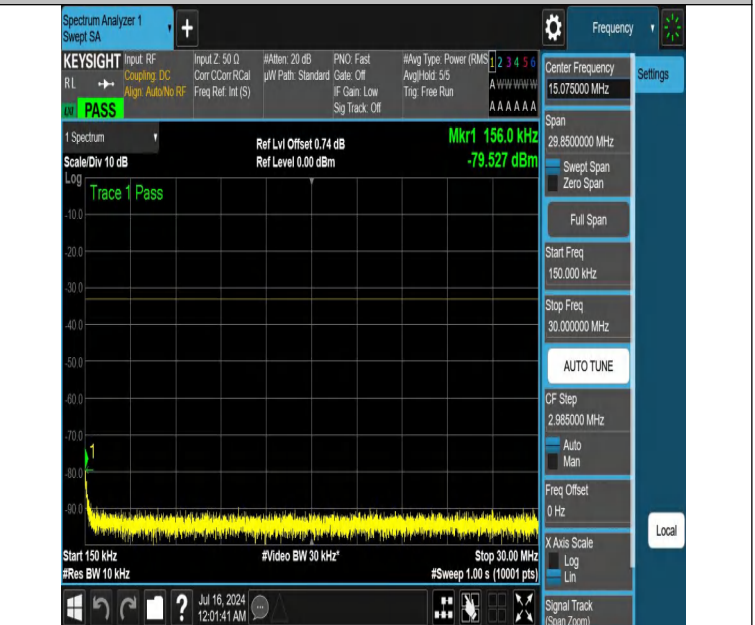 Spectrum Analyzer 1
Swept SA
+
Frequency
KEYSIGHT
RL
PASS
Input: RF
Coupling: DC
Align: Auto/No RF
Input Z: 50 Ω
Corr CCorr RCal
Freq Ref: Int (S)
#Atten: 20 dB
µW Path: Standard
PNO: Fast
Gate: Off
IF Gain: Low
Sig Track: Off
#Avg Type: Power (RMS
Avg|Hold: 5/5
Trig: Free Run
1 2 3 4 5 6
A W W W W W
A A A A A A
1 Spectrum
Scale/Div 10 dB
Ref Lvl Offset 0.74 dB
Ref Level 0.00 dBm
Mkr1 156.0 kHz
-79.527 dBm
Log
Trace 1 Pass
-10.0
-20.0
-30.0
-40.0
-50.0
-60.0
-70.0
1
-80.0
-90.0
Start 150 kHz
#Video BW 30 kHz*
Stop 30.00 MHz
#Res BW 10 kHz
#Sweep 1.00 s (10001 pts)
?
Jul 16, 2024
12:01:41 AM
Center Frequency
15.075000 MHz
Settings
Span
29.8500000 MHz
Swept Span
Zero Span
Full Span
Start Freq
150.000 kHz
Stop Freq
30.000000 MHz
AUTO TUNE
CF Step
2.985000 MHz
Auto
Man
Freq Offset
0 Hz
Local
X Axis Scale
Log
Lin
Signal Track
(Span Zoom)